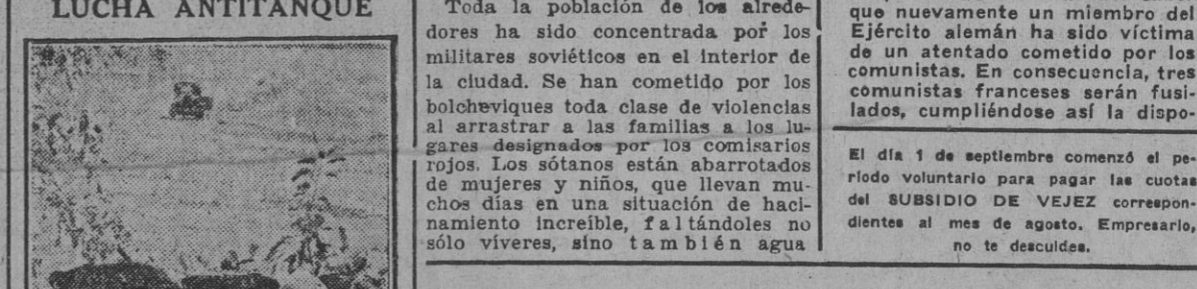 LUCHA ANTITANQUE
Toda la población de los alrede-
dores ha sido concentrada por los
militares soviéticos en el interior de
la ciudad. Se han cometido por los
bolcheviques toda clase de violencias
al arrastrar a las familias a los lu-
gares designados por los comisarios
rojos. Los sótanos están abarrotados
de mujeres y niños, que llevan mu-
chos días en una situación de haci-
namiento increíble, faltándoles no
sólo víveres, sino también agua
que nuevamente un miembro del
Ejército alemán ha sido víctima
de un atentado cometido por los
comunistas. En consecuencia, tres
comunistas franceses serán fusi-
lados, cumpliéndose así la dispo-
El día 1 de septiembre comenzó el pe-
ríodo voluntario para pagar las cuotas
del SUBSIDIO DE VEJEZ correspon-
dientes al mes de agosto. Empresario,
no te descuides.